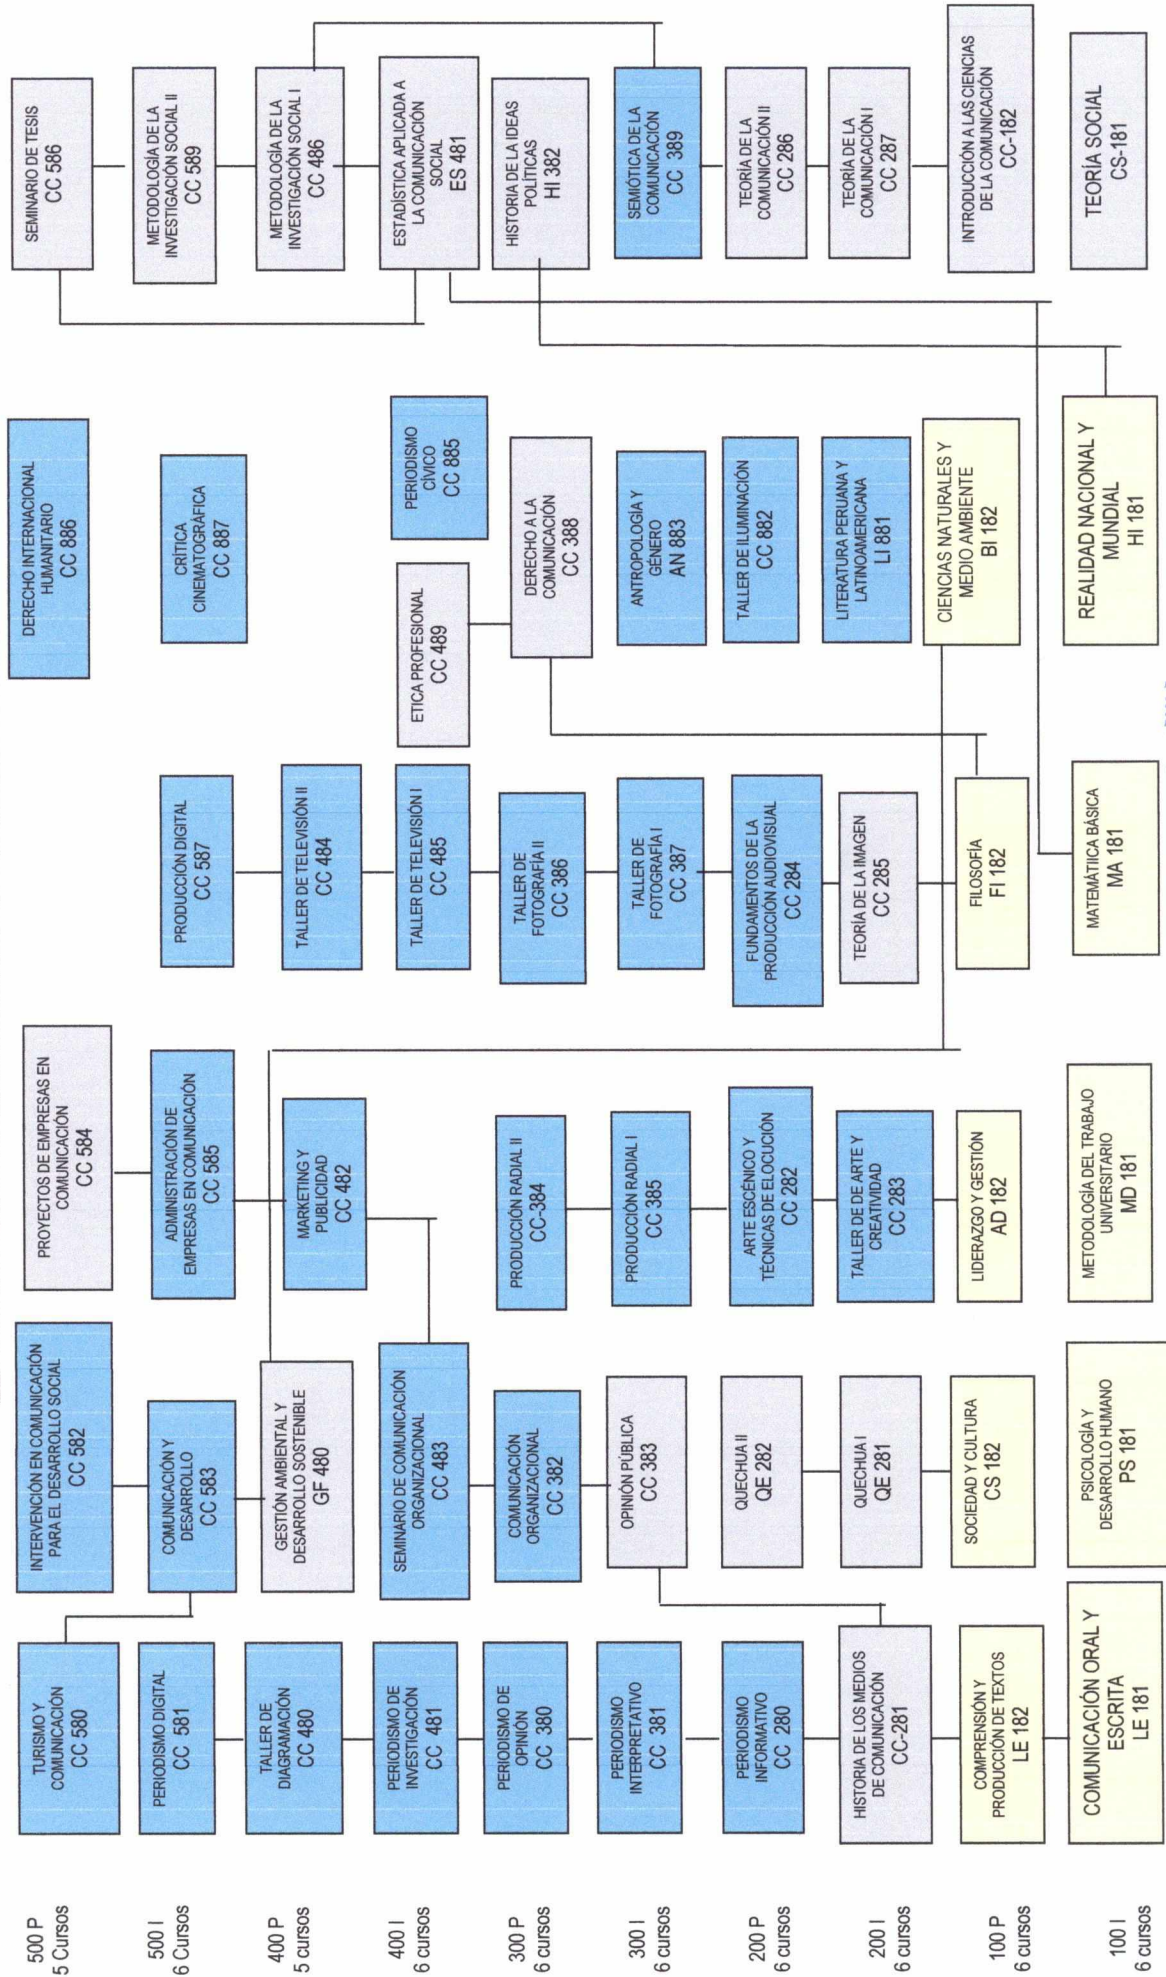 500 P
5 Cursos
TURISMO Y
COMUNICACIÓN
CC 580
INTERVENCIÓN EN COMUNICACIÓN
PARA EL DESARROLLO SOCIAL
CC 582
PROYECTOS DE EMPRESAS EN
COMUNICACIÓN
CC 584
DERECHO INTERNACIONAL
HUMANITARIO
CC 886
SEMINARIO DE TESIS
CC 586
500 I
6 Cursos
PERIODISMO DIGITAL
CC 581
COMUNICACIÓN Y
DESARROLLO
CC 583
ADMINISTRACIÓN DE
EMPRESAS EN COMUNICACIÓN
CC 585
PRODUCCIÓN DIGITAL
CC 587
CRÍTICA
CINEMATOGRÁFICA
CC 887
METODOLOGÍA DE LA
INVESTIGACIÓN SOCIAL II
CC 589
400 P
5 cursos
TALLER DE
DIAGRAMACIÓN
CC 480
GESTIÓN AMBIENTAL Y
DESARROLLO SOSTENIBLE
GF 480
MARKETING Y
PUBLICIDAD
CC 482
TALLER DE TELEVISIÓN II
CC 484
METODOLOGÍA DE LA
INVESTIGACIÓN SOCIAL I
CC 486
400 I
6 cursos
PERIODISMO DE
INVESTIGACIÓN
CC 481
SEMINARIO DE COMUNICACIÓN
ORGANIZACIONAL
CC 483
TALLER DE TELEVISIÓN I
CC 485
ETICA PROFESIONAL
CC 489
PERIODISMO
CÍVICO
CC 885
ESTADÍSTICA APLICADA A
LA COMUNICACIÓN
SOCIAL
ES 481
300 P
6 cursos
PERIODISMO DE
OPINIÓN
CC 380
COMUNICACIÓN
ORGANIZACIONAL
CC 382
PRODUCCIÓN RADIAL II
CC-384
TALLER DE
FOTOGRAFÍA II
CC 386
DERECHO A LA
COMUNICACIÓN
CC 388
HISTORIA DE LA IDEAS
POLÍTICAS
HI 382
300 I
6 cursos
PERIODISMO
INTERPRETATIVO
CC 381
OPINIÓN PÚBLICA
CC 383
PRODUCCIÓN RADIAL I
CC 385
TALLER DE
FOTOGRAFÍA I
CC 387
ANTROPOLOGÍA Y
GÉNERO
AN 883
SEMIÓTICA DE LA
COMUNICACIÓN
CC 389
200 P
6 cursos
PERIODISMO
INFORMATIVO
CC 280
QUECHUA II
QE 282
ARTE ESCÉNICO Y
TÉCNICAS DE ELOCUCIÓN
CC 282
FUNDAMENTOS DE LA
PRODUCCIÓN AUDIOVISUAL
CC 284
TALLER DE ILUMINACIÓN
CC 882
TEORÍA DE LA
COMUNICACIÓN II
CC 286
200 I
6 cursos
HISTORIA DE LOS MEDIOS
DE COMUNICACIÓN
CC-281
QUECHUA I
QE 281
TALLER DE DE ARTE Y
CREATIVIDAD
CC 283
TEORÍA DE LA IMAGEN
CC 285
LITERATURA PERUANA Y
LATINOAMERICANA
LI 881
TEORÍA DE LA
COMUNICACIÓN I
CC 287
100 P
6 cursos
COMPRENSIÓN Y
PRODUCCIÓN DE TEXTOS
LE 182
SOCIEDAD Y CULTURA
CS 182
LIDERAZGO Y GESTIÓN
AD 182
FILOSOFÍA
FI 182
CIENCIAS NATURALES Y
MEDIO AMBIENTE
BI 182
INTRODUCCIÓN A LAS CIENCIAS
DE LA COMUNICACIÓN
CC-182
100 I
6 cursos
COMUNICACIÓN ORAL Y
ESCRITA
LE 181
PSICOLOGÍA Y
DESARROLLO HUMANO
PS 181
METODOLOGÍA DEL TRABAJO
UNIVERSITARIO
MD 181
MATEMÁTIICA BÁSICA
MA 181
REALIDAD NACIONAL Y
MUNDIAL
HI 181
TEORÍA SOCIAL
CS-181